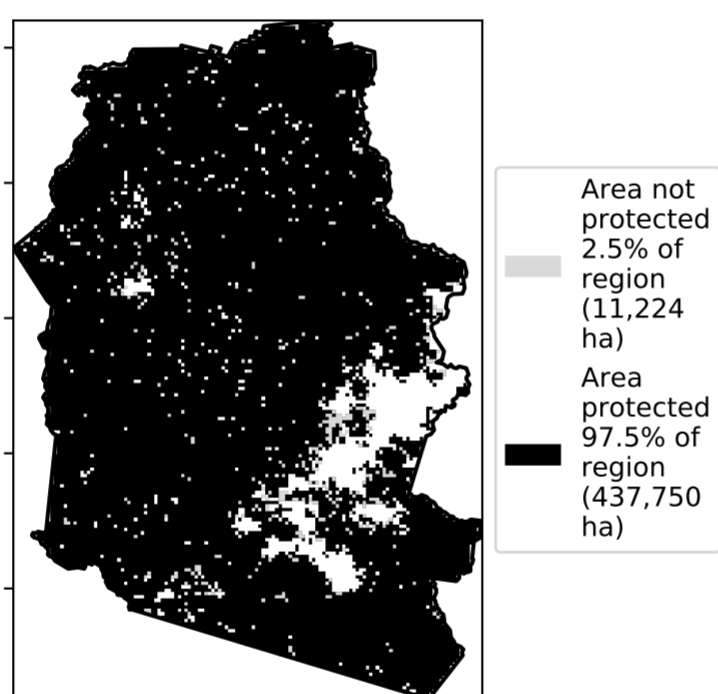 Area not
protected
2.5% of
region
(11,224
ha)
Area
protected
97.5% of
region
(437,750
ha)